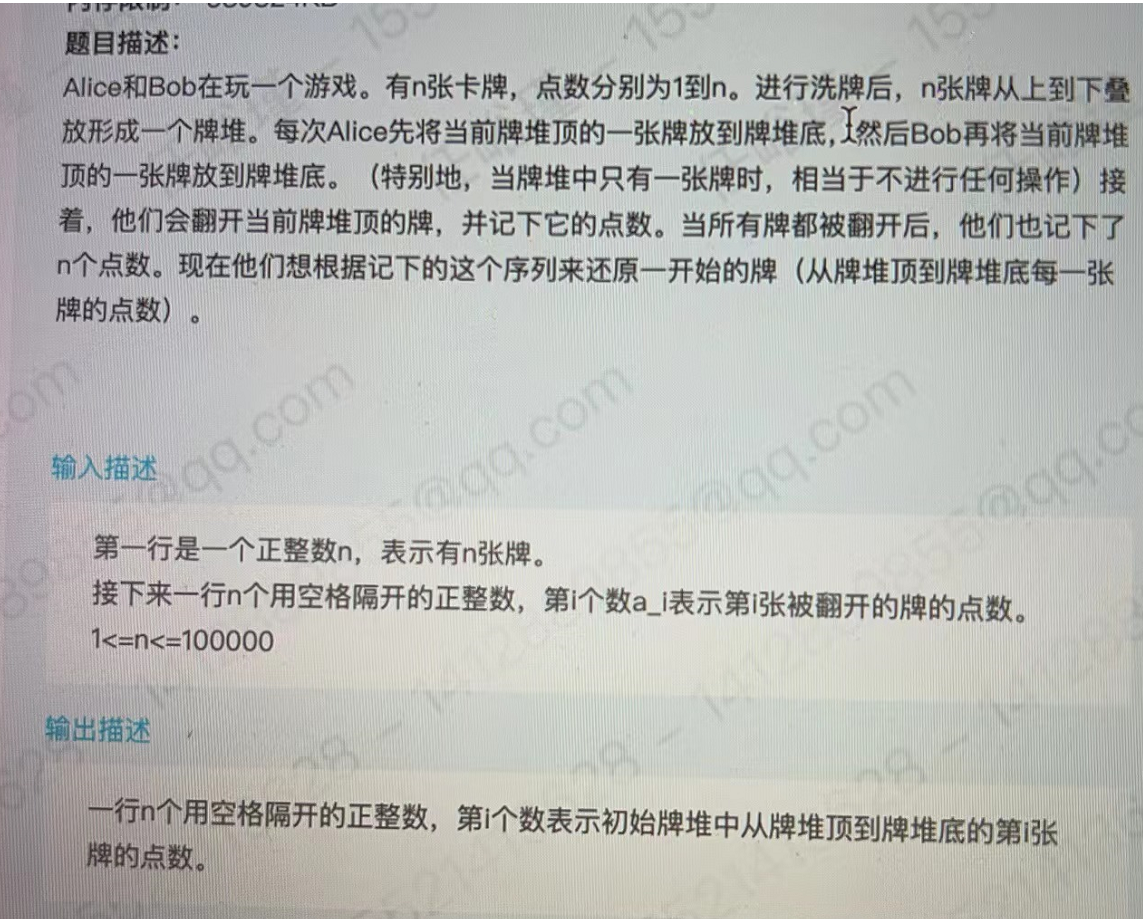 题目描述：
Alice和Bob在玩一个游戏。有n张卡牌，点数分别为1到n。进行洗牌后，n张牌从上到下叠
放形成一个牌堆。每次Alice先将当前牌堆顶的一张牌放到牌堆底，然后Bob再将当前牌堆
顶的一张牌放到牌堆底。（特别地，当牌堆中只有一张牌时，相当于不进行任何操作）接
着，他们会翻开当前牌堆顶的牌，并记下它的点数。当所有牌都被翻开后，他们也记下了
n个点数。现在他们想根据记下的这个序列来还原一开始的牌（从牌堆顶到牌堆底每一张
牌的点数）。
输入描述
第一行是一个正整数n，表示有n张牌。
接下来一行n个用空格隔开的正整数，第i个数a_i表示第i张被翻开的牌的点数。
1<=n<=100000
输出描述
一行n个用空格隔开的正整数，第i个数表示初始牌堆中从牌堆顶到牌堆底的第i张
牌的点数。